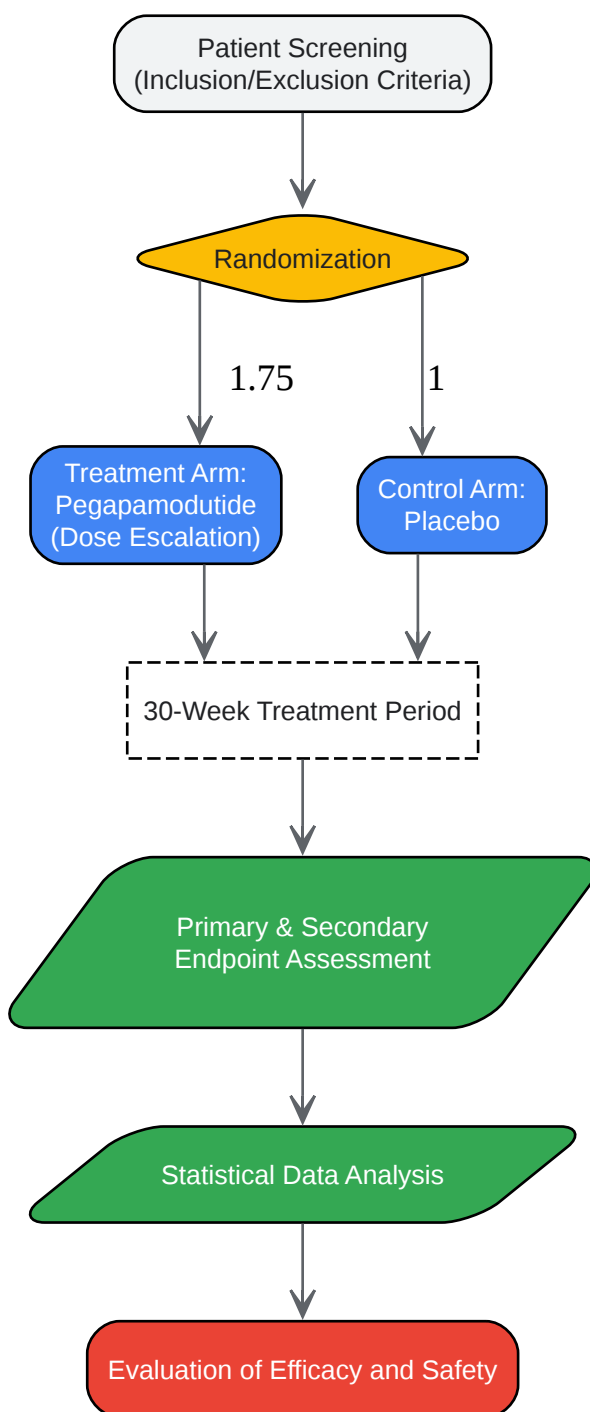 Patient Screening
(Inclusion/Exclusion Criteria)
Randomization
1.75
1
Treatment Arm:
Pegapamodutide
(Dose Escalation)
Control Arm:
Placebo
30-Week Treatment Period
Primary & Secondary
Endpoint Assessment
Statistical Data Analysis
Evaluation of Efficacy and Safety